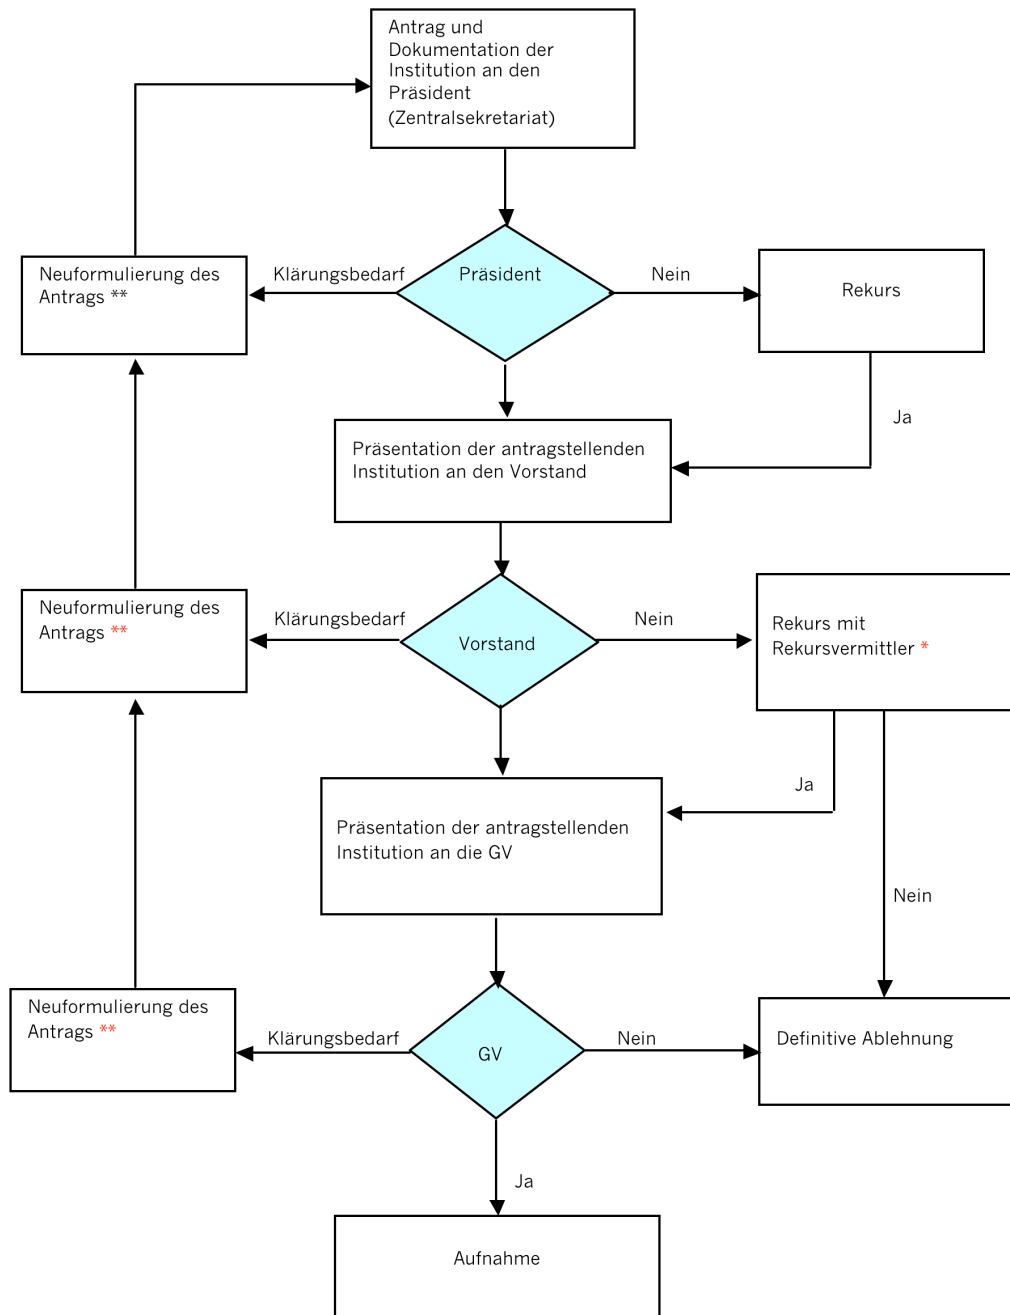 Antrag und
Dokumentation der
Institution an den
Präsident
(Zentralsekretariat)
Neuformulierung des
Antrags **
Klärungsbedarf
Präsident
Nein
Rekurs
Ja
Präsentation der antragstellenden
Institution an den Vorstand
Neuformulierung des
Antrags **
Klärungsbedarf
Vorstand
Nein
Rekurs mit
Rekursvermittler *
Ja
Präsentation der antragstellenden
Institution an die GV
Nein
Neuformulierung des
Antrags **
Klärungsbedarf
GV
Nein
Definitive Ablehnung
Ja
Aufnahme